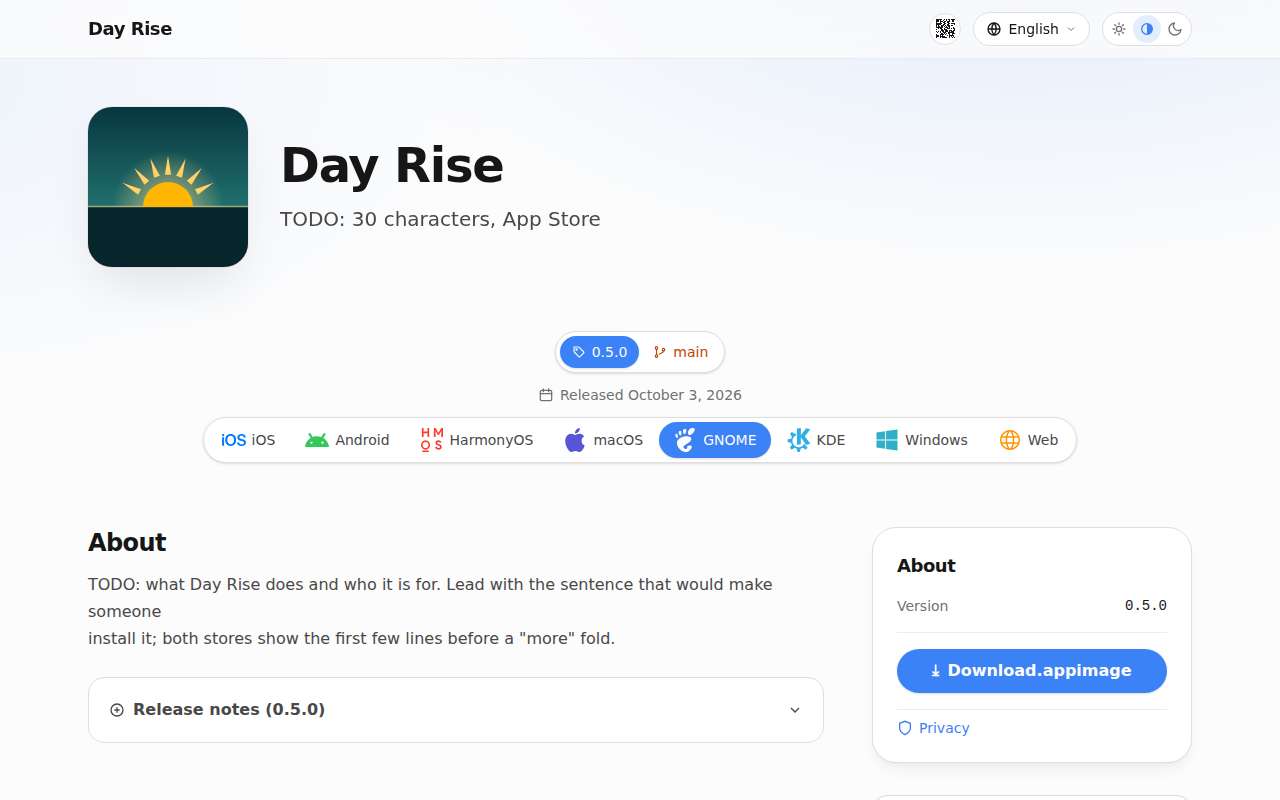 Day Rise
English
Day Rise
TODO: 30 characters, App Store
0.5.0
main
Released October 3, 2026
iOS iOS
Android
HM
OS HarmonyOS
macOS
GNOME
KDE
Windows
Web
About
TODO: what Day Rise does and who it is for. Lead with the sentence that would make
someone
install it; both stores show the first few lines before a "more" fold.
Release notes (0.5.0)
About
Version 0.5.0
Download.appimage
Privacy